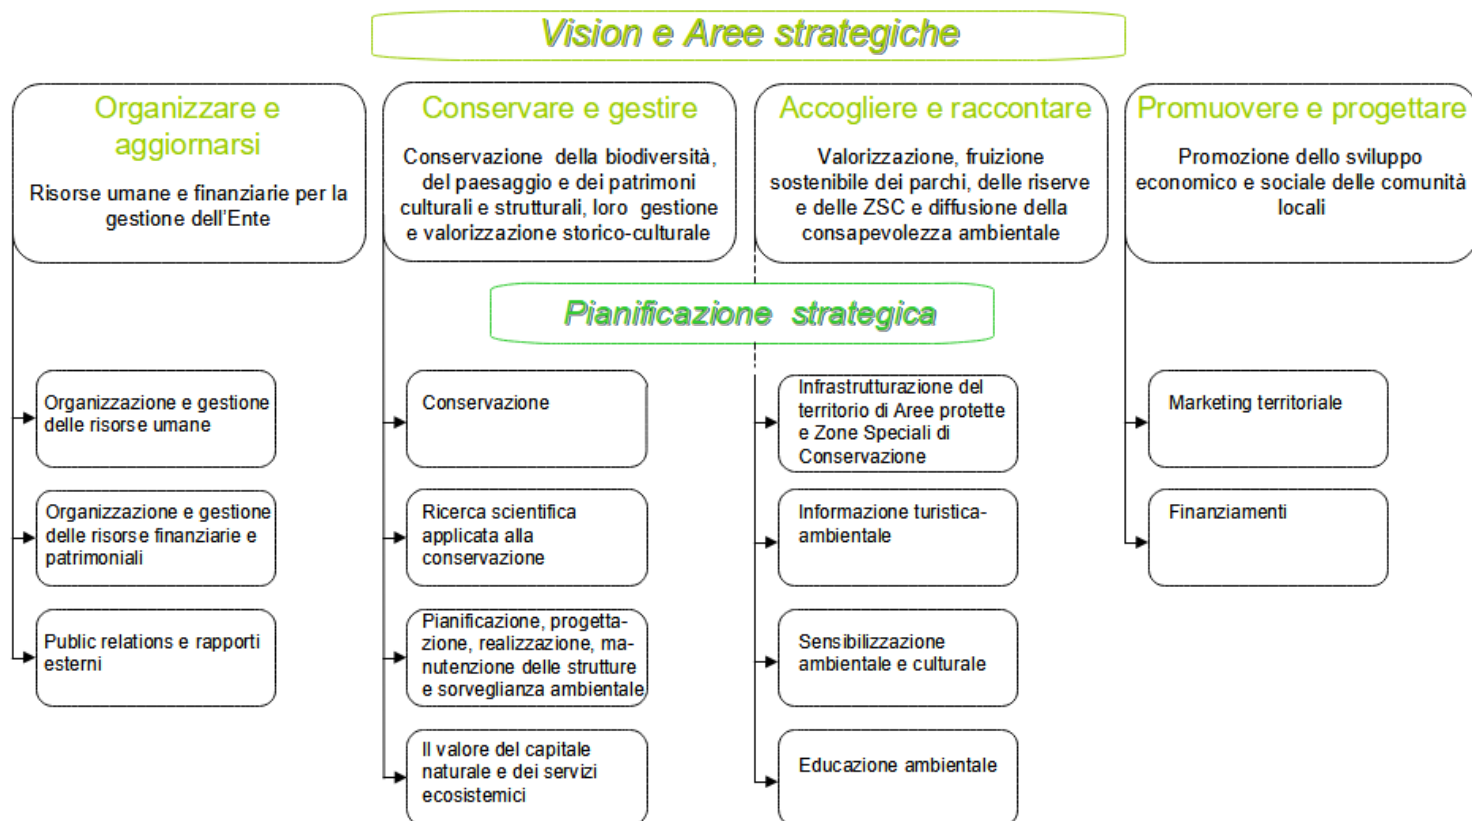 Vision e Aree strategiche
Organizzare e
aggiornarsi
Risorse umane e finanziarie per la
gestione dell'Ente
Conservare e gestire
Conservazione della biodiversità,
del paesaggio e dei patrimoni
culturali e strutturali, loro gestione
e valorizzazione storico-culturale
Accogliere e raccontare
Valorizzazione, fruizione
sostenibile dei parchi, delle riserve
e delle ZSC e diffusione della
consapevolezza ambientale
Promuovere e progettare
Promozione dello sviluppo
economico e sociale delle comunità
locali
Pianificazione strategica
Organizzazione e gestione
delle risorse umane
Organizzazione e gestione
delle risorse finanziarie e
patrimoniali
Public relations e rapporti
esterni
Conservazione
Ricerca scientifica
applicata alla
conservazione
Pianificazione, progetta-
zione, realizzazione, ma-
nutenzione delle strutture
e sorveglianza ambientale
Il valore del capitale
naturale e dei servizi
ecosistemici
Infrastrutturazione del
territorio di Aree protette
e Zone Speciali di
Conservazione
Informazione turistica-
ambientale
Sensibilizzazione
ambientale e culturale
Educazione ambientale
Marketing territoriale
Finanziamenti